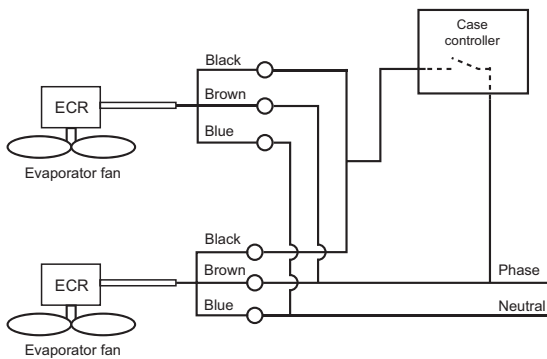 Case
controller
Black
Brown
Blue
ECR
Evaporator fan
Black
Brown
Blue
ECR
Evaporator fan
Phase
Neutral